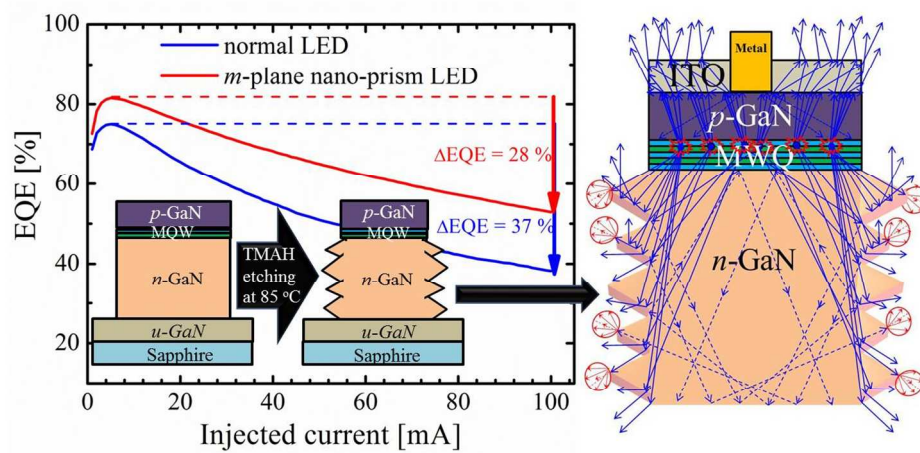 100
80
60
40
20
EQE [%]
normal LED
m-plane nano-prism LED
ΔEQE = 28 %
ΔEQE = 37 %
p-GaN
MQW
n-GaN
u-GaN
Sapphire
TMAH
etching
at 85 ºC
p-GaN
MQW
n-GaN
u-GaN
Sapphire
0
20
40
60
80
100
Injected current [mA]
Metal
ITO
p-GaN
MWQ
n-GaN